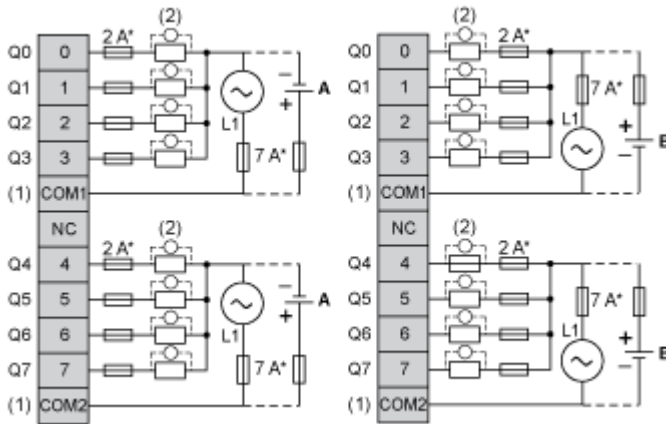 (2) (2)
Q0 0 2 A* Q0 0 2 A*
Q1 1 − A Q1 1 7 A*
Q2 2 + Q2 2 +
L1 L1 B
Q3 3 7 A* Q3 3 −
(1) COM1 (1) COM1
NC NC
(2) (2)
Q4 4 2 A* Q4 4 2 A*
Q5 5 − A Q5 5 7 A*
+
L1 L1 +
Q6 6 Q6 6 B
Q7 7 7 A* Q7 7 −
(1) COM2 (1) COM2